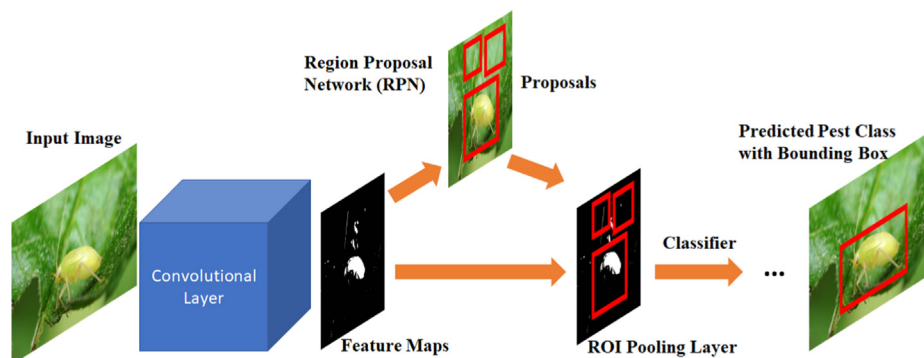 Region Proposal
Network (RPN)
Proposals
Input Image
Predicted Pest Class
with Bounding Box
Convolutional
Layer
Classifier
...
Feature Maps
ROI Pooling Layer